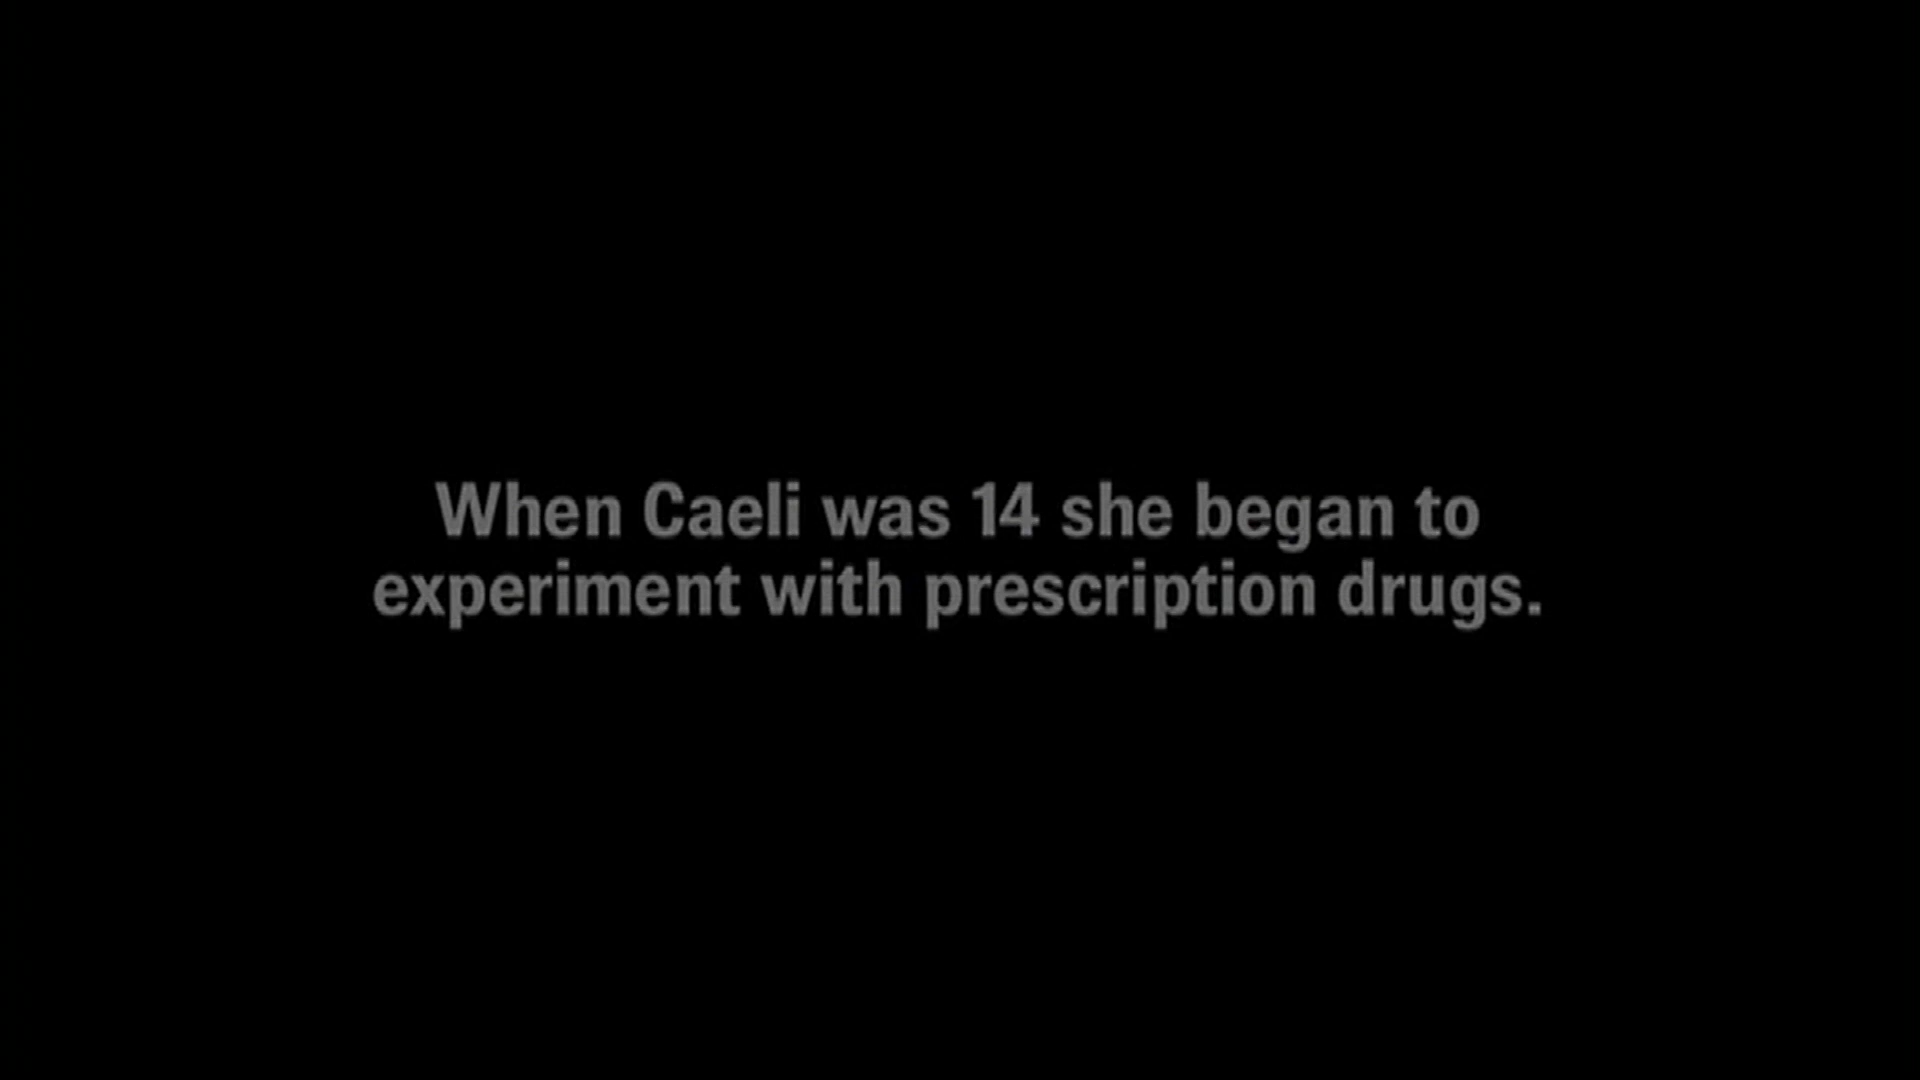 When Caeli was 14 she began to
experiment with prescription drugs.